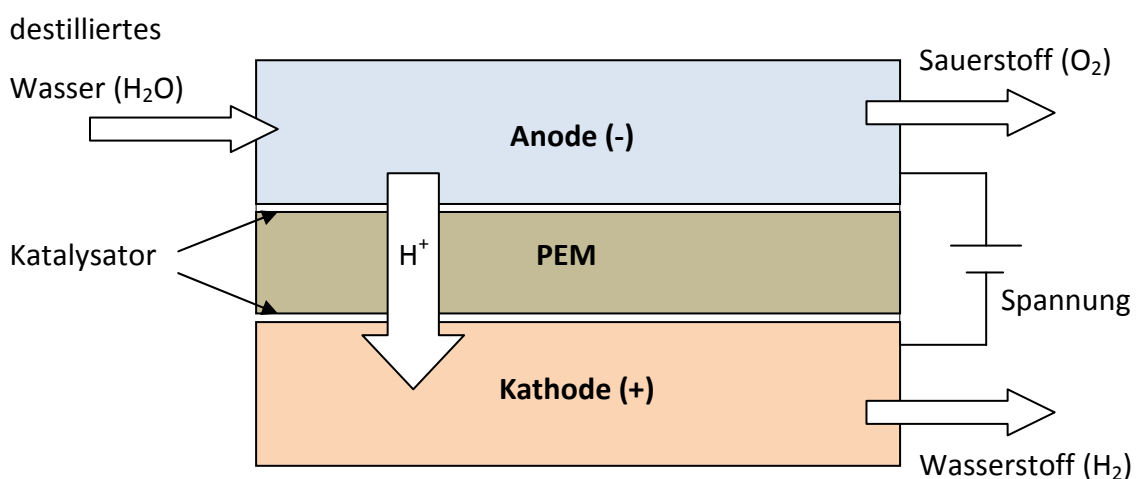 destilliertes
Wasser (H₂O)
Sauerstoff (O₂)
Anode (-)
Katalysator
H⁺
PEM
Spannung
Kathode (+)
Wasserstoff (H₂)